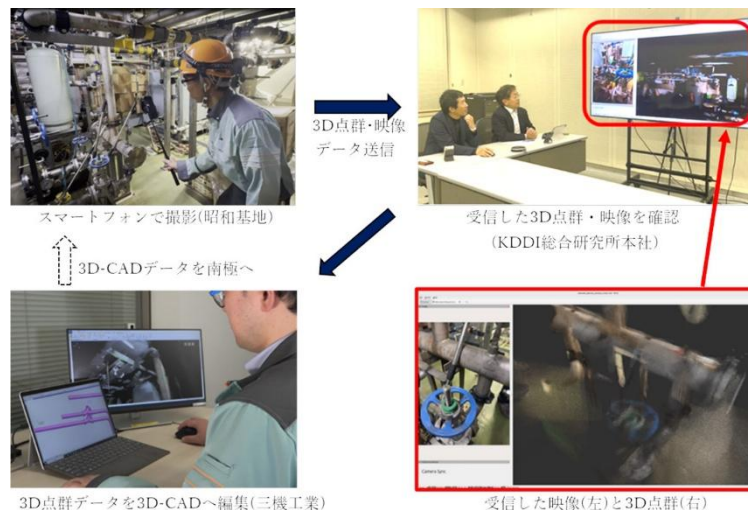 3D点群・映像
データ送信
スマートフォンで撮影(昭和基地)
受信した3D点群・映像を確認
(KDDI総合研究所本社)
3D-CADデータを南極へ
Camera Sync
3D点群データを3D-CADへ編集(三機工業)
受信した映像(左)と3D点群(右)